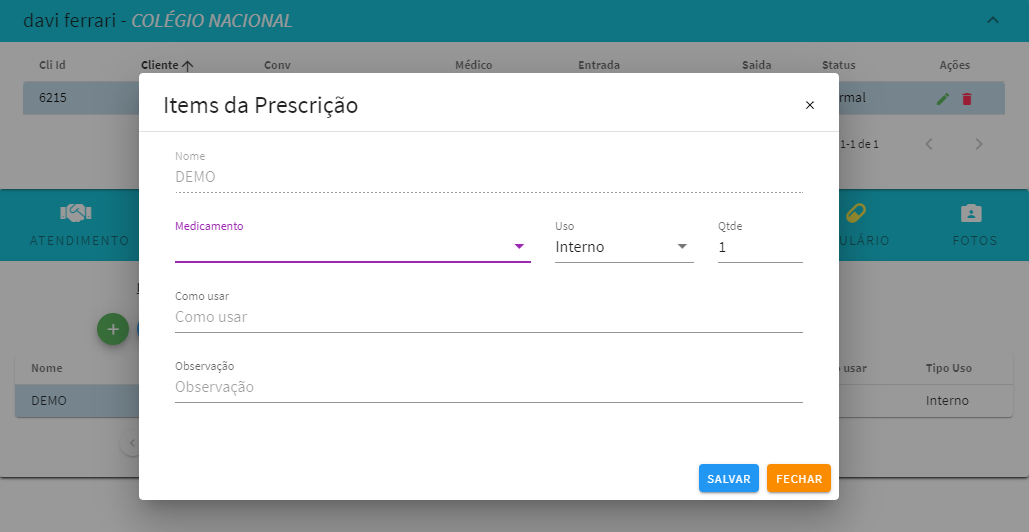 davi ferrari - COLÉGIO NACIONAL
Cli Id Cliente Conv Médico Entrada Saida Status Ações
6215 rmal
Items da Prescrição ×
1-1 de 1
Nome
DEMO
Medicamento Uso Qtde
Interno 1
ATENDIMENTO ULÁRIO FOTOS
Como usar
Como usar
+
Observação
Observação
Nome usar Tipo Uso
DEMO Interno
SALVAR FECHAR